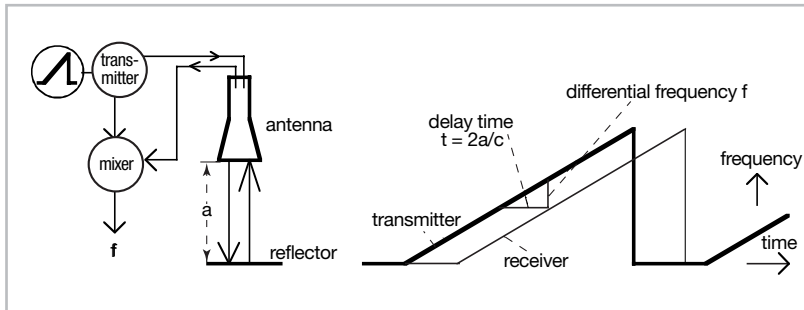 trans-
mitter
mixer
f
antenna
a
reflector
differential frequency f
delay time
t = 2a/c
transmitter
receiver
frequency
time